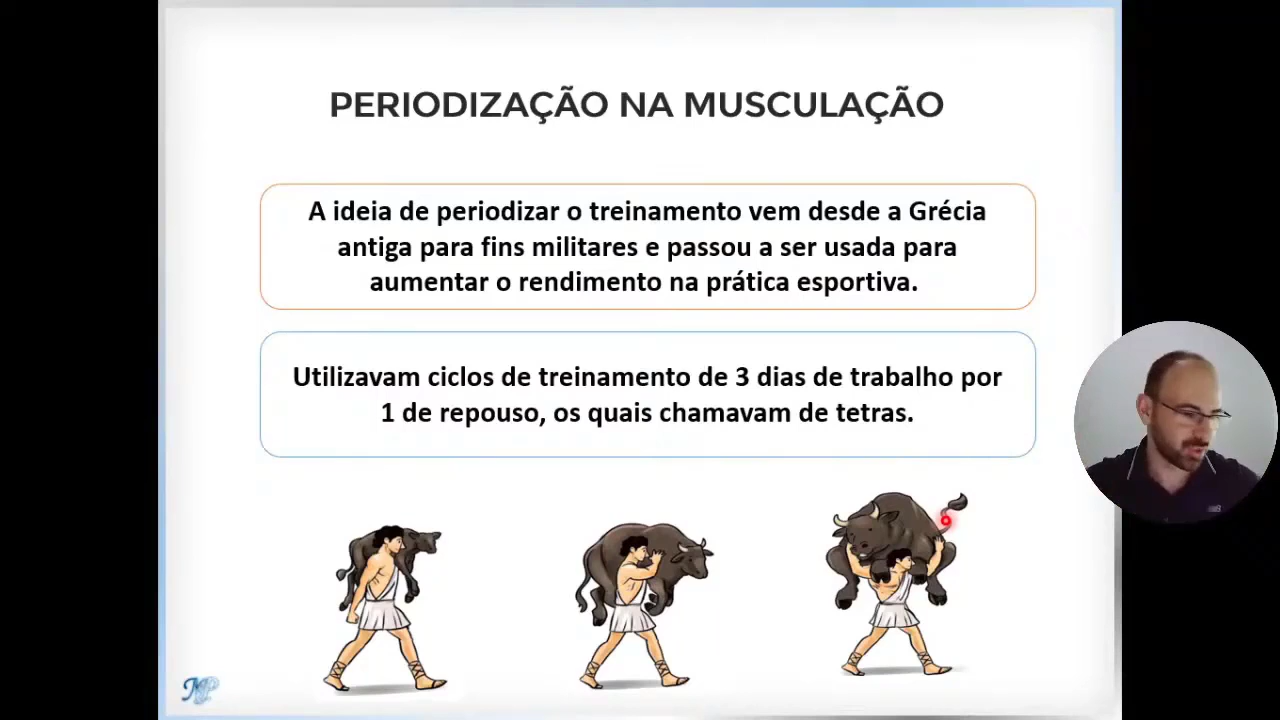 PERIODIZAÇÃO NA MUSCULAÇÃO
A ideia de periodizar o treinamento vem desde a Grécia
antiga para fins militares e passou a ser usada para
aumentar o rendimento na prática esportiva.
Utilizavam ciclos de treinamento de 3 dias de trabalho por
1 de repouso, os quais chamavam de tetras.